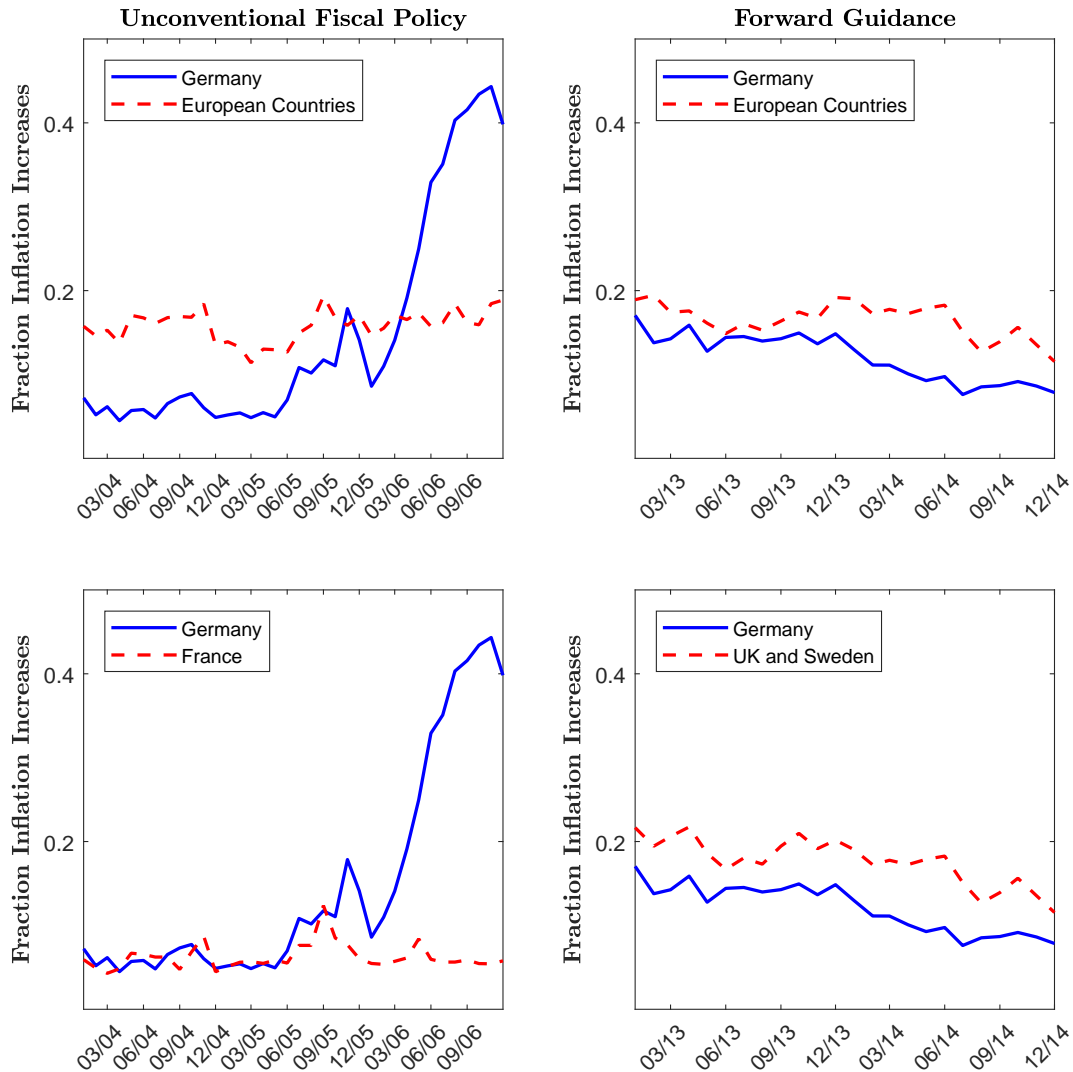 Unconventional Fiscal Policy
Fraction Inflation Increases
Germany
European Countries
0.4
0.2
03/04 06/04 09/04 12/04 03/05 06/05 09/05 12/05 03/06 06/06 09/06
Forward Guidance
Fraction Inflation Increases
Germany
European Countries
0.4
0.2
03/13 06/13 09/13 12/13 03/14 06/14 09/14 12/14
Fraction Inflation Increases
Germany
France
0.4
0.2
03/04 06/04 09/04 12/04 03/05 06/05 09/05 12/05 03/06 06/06 09/06
Fraction Inflation Increases
Germany
UK and Sweden
0.4
0.2
03/13 06/13 09/13 12/13 03/14 06/14 09/14 12/14